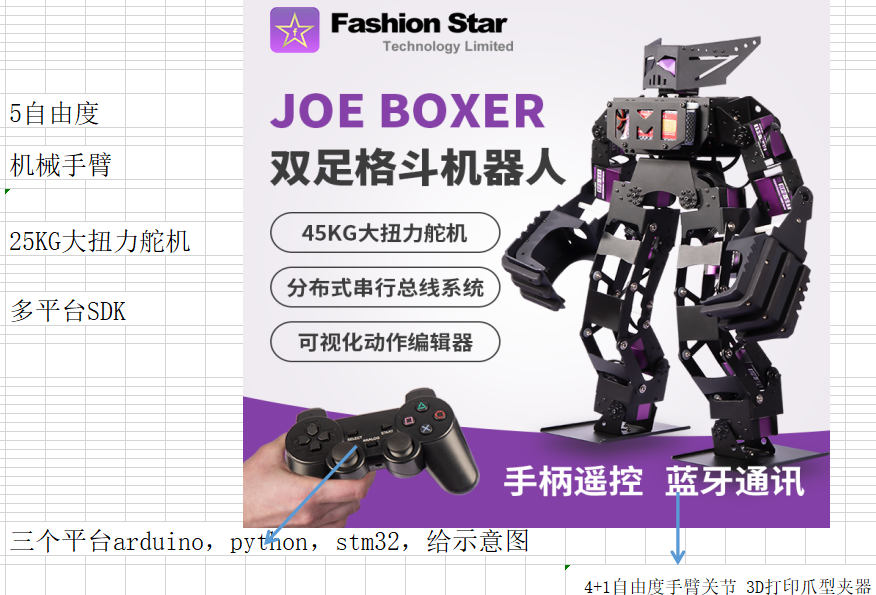 Fashion Star
Technology Limited
5自由度
JOE BOXER
机械手臂
双足格斗机器人
25KG大扭力舵机
45KG大扭力舵机
分布式串行总线系统
多平台SDK
可视化动作编辑器
SELECT
START
ANALOG
手柄遥控 蓝牙通讯
三个平台arduino，python，stm32，给示意图
4+1自由度手臂关节 3D打印爪型夹器